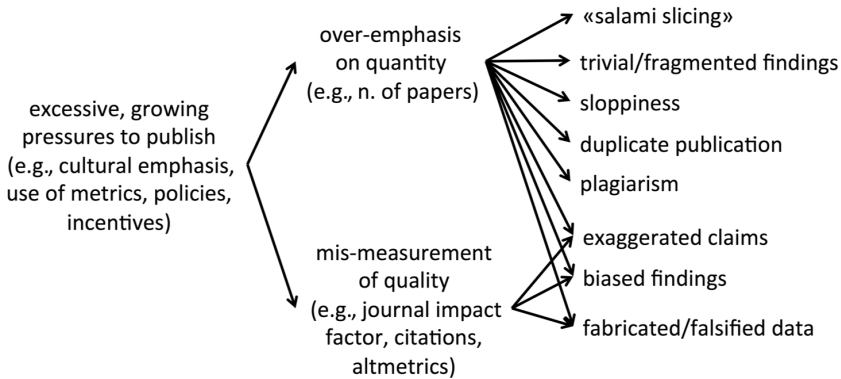 excessive, growing
pressures to publish
(e.g., cultural emphasis,
use of metrics, policies,
incentives)
over-emphasis
on quantity
(e.g., n. of papers)
mis-measurement
of quality
(e.g., journal impact
factor, citations,
altmetrics)
«salami slicing»
trivial/fragmented findings
sloppiness
duplicate publication
plagiarism
exaggerated claims
biased findings
fabricated/falsified data